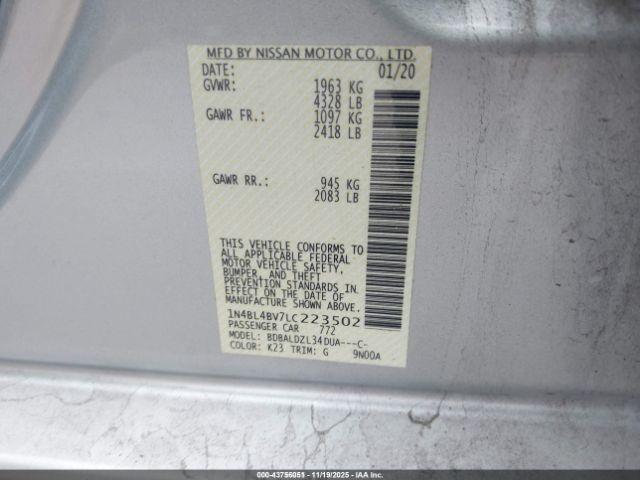 MFD BY NISSAN MOTOR CO., LTD.
DATE: 01/20
GVWR: 1963 KG
4328 LB
GAWR FR.: 1097 KG
2418 LB
GAWR RR.: 945 KG
2083 LB
THIS VEHICLE CONFORMS TO
ALL APPLICABLE FEDERAL
MOTOR VEHICLE SAFETY,
BUMPER, AND THEFT
PREVENTION STANDARDS IN
EFFECT ON THE DATE OF
MANUFACTURE SHOWN ABOVE.
1N4BL4BV7LC223502
PASSENGER CAR 772
MODEL: BDBALDZL34DUA---C-
COLOR: K23 TRIM: G 9N00A
000-43756051 - 11/19/2025 - IAAI.com